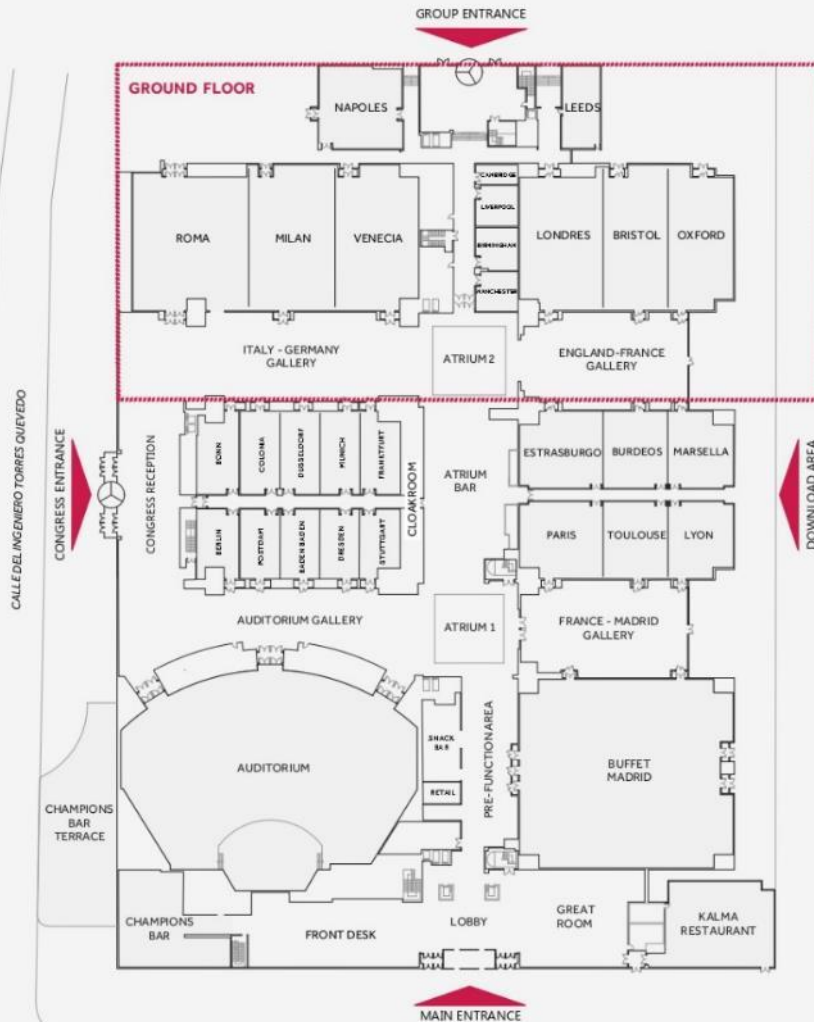 GROUP ENTRANCE
GROUND FLOOR
NAPOLES
LEEDS
CAMBRIDGE
LIVERPOOL
BIRMINGHAM
MANCHESTER
ROMA
MILAN
VENECIA
LONDRES
BRISTOL
OXFORD
ITALY - GERMANY
GALLERY
ATRIUM 2
ENGLAND-FRANCE
GALLERY
CALLE DEL INGENIERO TORRES QUEVEDO
CONGRESS ENTRANCE
CONGRESS RECEPTION
BONN
COLONIA
DUSSELDORF
MUNICH
FRANKFURT
CLOAKROOM
ATRIUM
BAR
ESTRASBURGO
BURDEOS
MARSELLA
DOWNLOAD AREA
BERLIN
POSTDAM
BADEN BADEN
DRESDEN
STUTTGART
PARIS
TOULOUSE
LYON
AUDITORIUM GALLERY
ATRIUM 1
FRANCE - MADRID
GALLERY
AUDITORIUM
SNACK
BAR
RETAIL
PRE-FUNCTION AREA
BUFFET
MADRID
CHAMPIONS
BAR
TERRACE
CHAMPIONS
BAR
FRONT DESK
LOBBY
GREAT
ROOM
KALMA
RESTAURANT
MAIN ENTRANCE